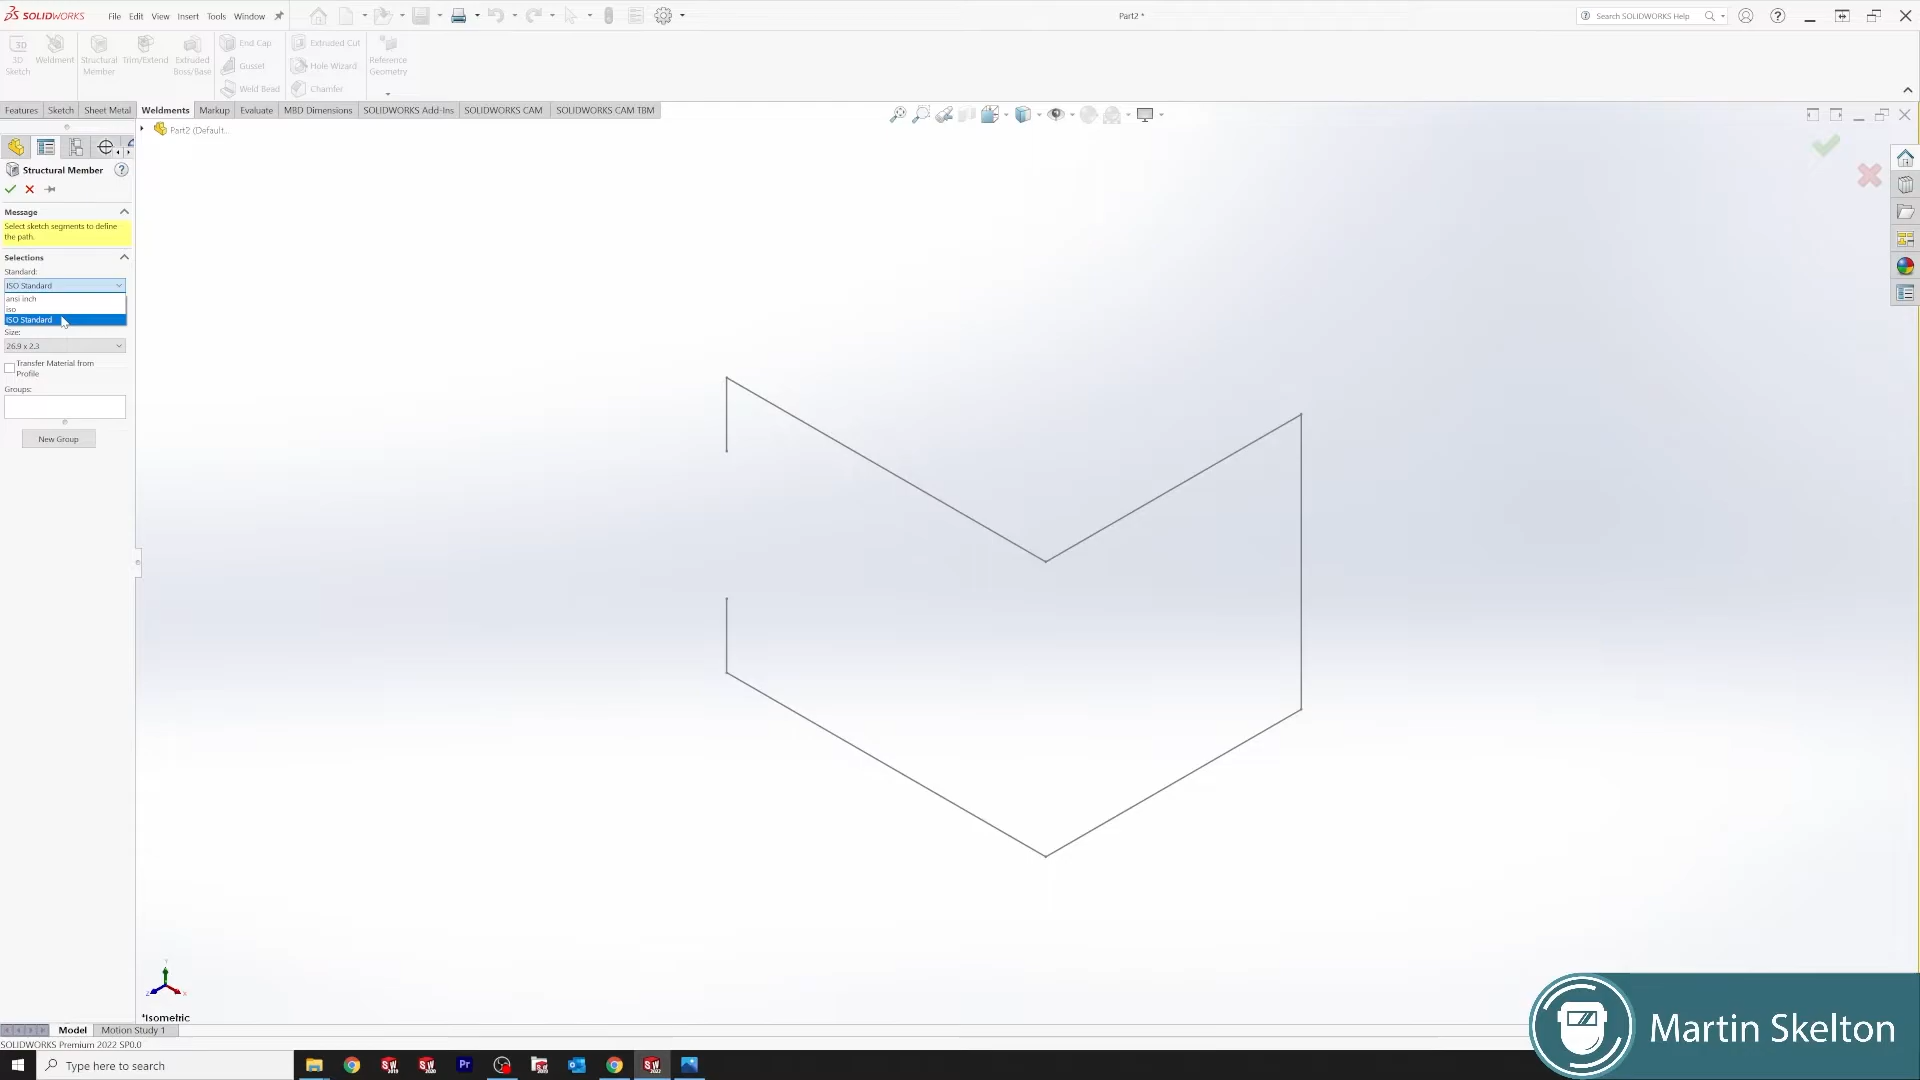 SOLIDWORKS File Edit View Insert Tools Window
Part2 *
Search SOLIDWORKS Help
3D Sketch
Weldment
Structural Member
Trim/Extend
Extruded Boss/Base
End Cap
Gusset
Weld Bead
Extruded Cut
Hole Wizard
Chamfer
Reference Geometry
Features Sketch Sheet Metal Weldments Markup Evaluate MBD Dimensions SOLIDWORKS Add-Ins SOLIDWORKS CAM SOLIDWORKS CAM TBM
Part2 (Default...
Structural Member
Message
Select sketch segments to define
the path.
Selections
Standard:
ISO Standard
ansi inch
iso
ISO Standard
Size:
26.9 x 2.3
Transfer Material from
Profile
Groups:
New Group
Y
Z X
*Isometric
Model Motion Study 1
SOLIDWORKS Premium 2022 SP0.0
Type here to search
Martin Skelton